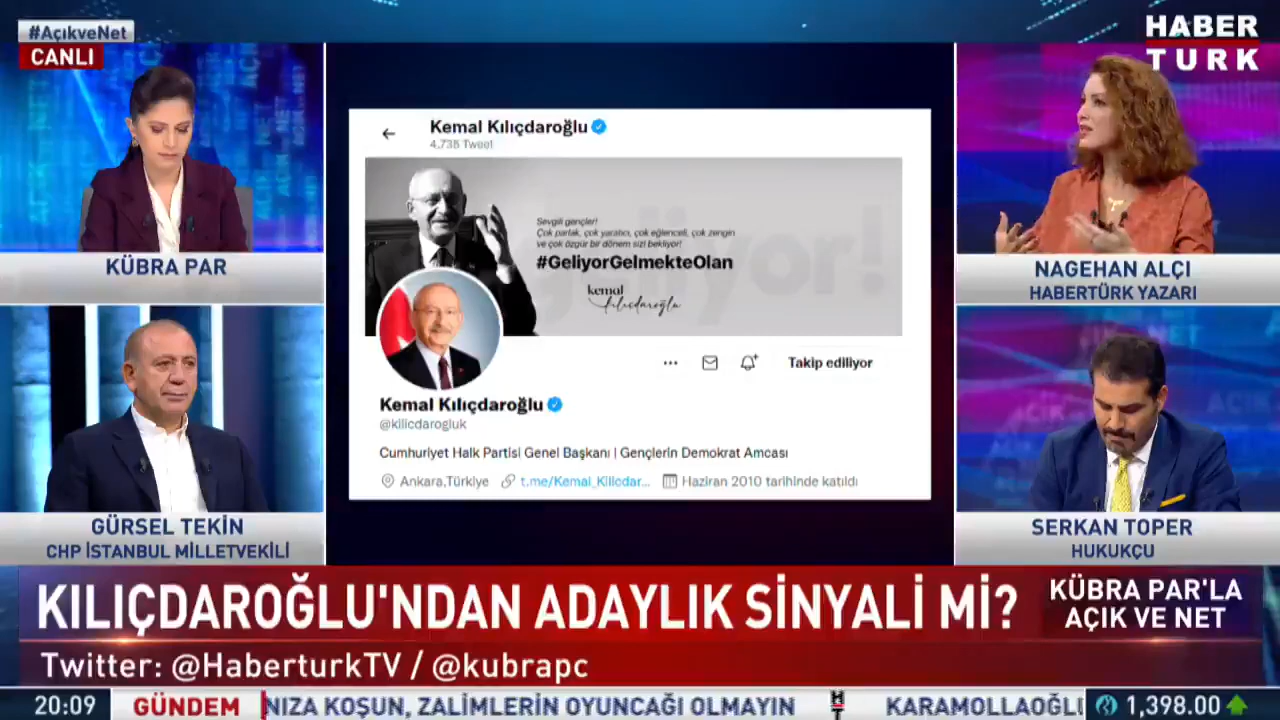 #AçıkveNet
CANLI
HABER
TURK
KÜBRA PAR
NAGEHAN ALÇI
HABERTÜRK YAZARI
GÜRSEL TEKİN
CHP İSTANBUL MİLLETVEKİLİ
SERKAN TOPER
HUKUKÇU
Kemal Kılıçdaroğlu
4.738 Tweet
Sevgili gençler!
Çok parlak, çok yaratıcı, çok eğlenceli, çok zengin
ve çok özgür bir dönem sizi bekliyor!
#GeliyorGelmekteOlan
kemal
kılıçdaroğlu
Takip ediliyor
Kemal Kılıçdaroğlu
@kilicdarogluk
Cumhuriyet Halk Partisi Genel Başkanı | Gençlerin Demokrat Amcası
Ankara,Türkiye t.me/Kemal_Kilicdar... Haziran 2010 tarihinde katıldı
KILIÇDAROĞLU'NDAN ADAYLIK SİNYALİ Mİ?
KÜBRA PAR'LA
AÇIK VE NET
Twitter: @HaberturkTV / @kubrapc
20:09 GÜNDEM NIZA KOŞUN, ZALİMLERİN OYUNCAĞI OLMAYIN KARAMOLLAOĞLU 1,398.00